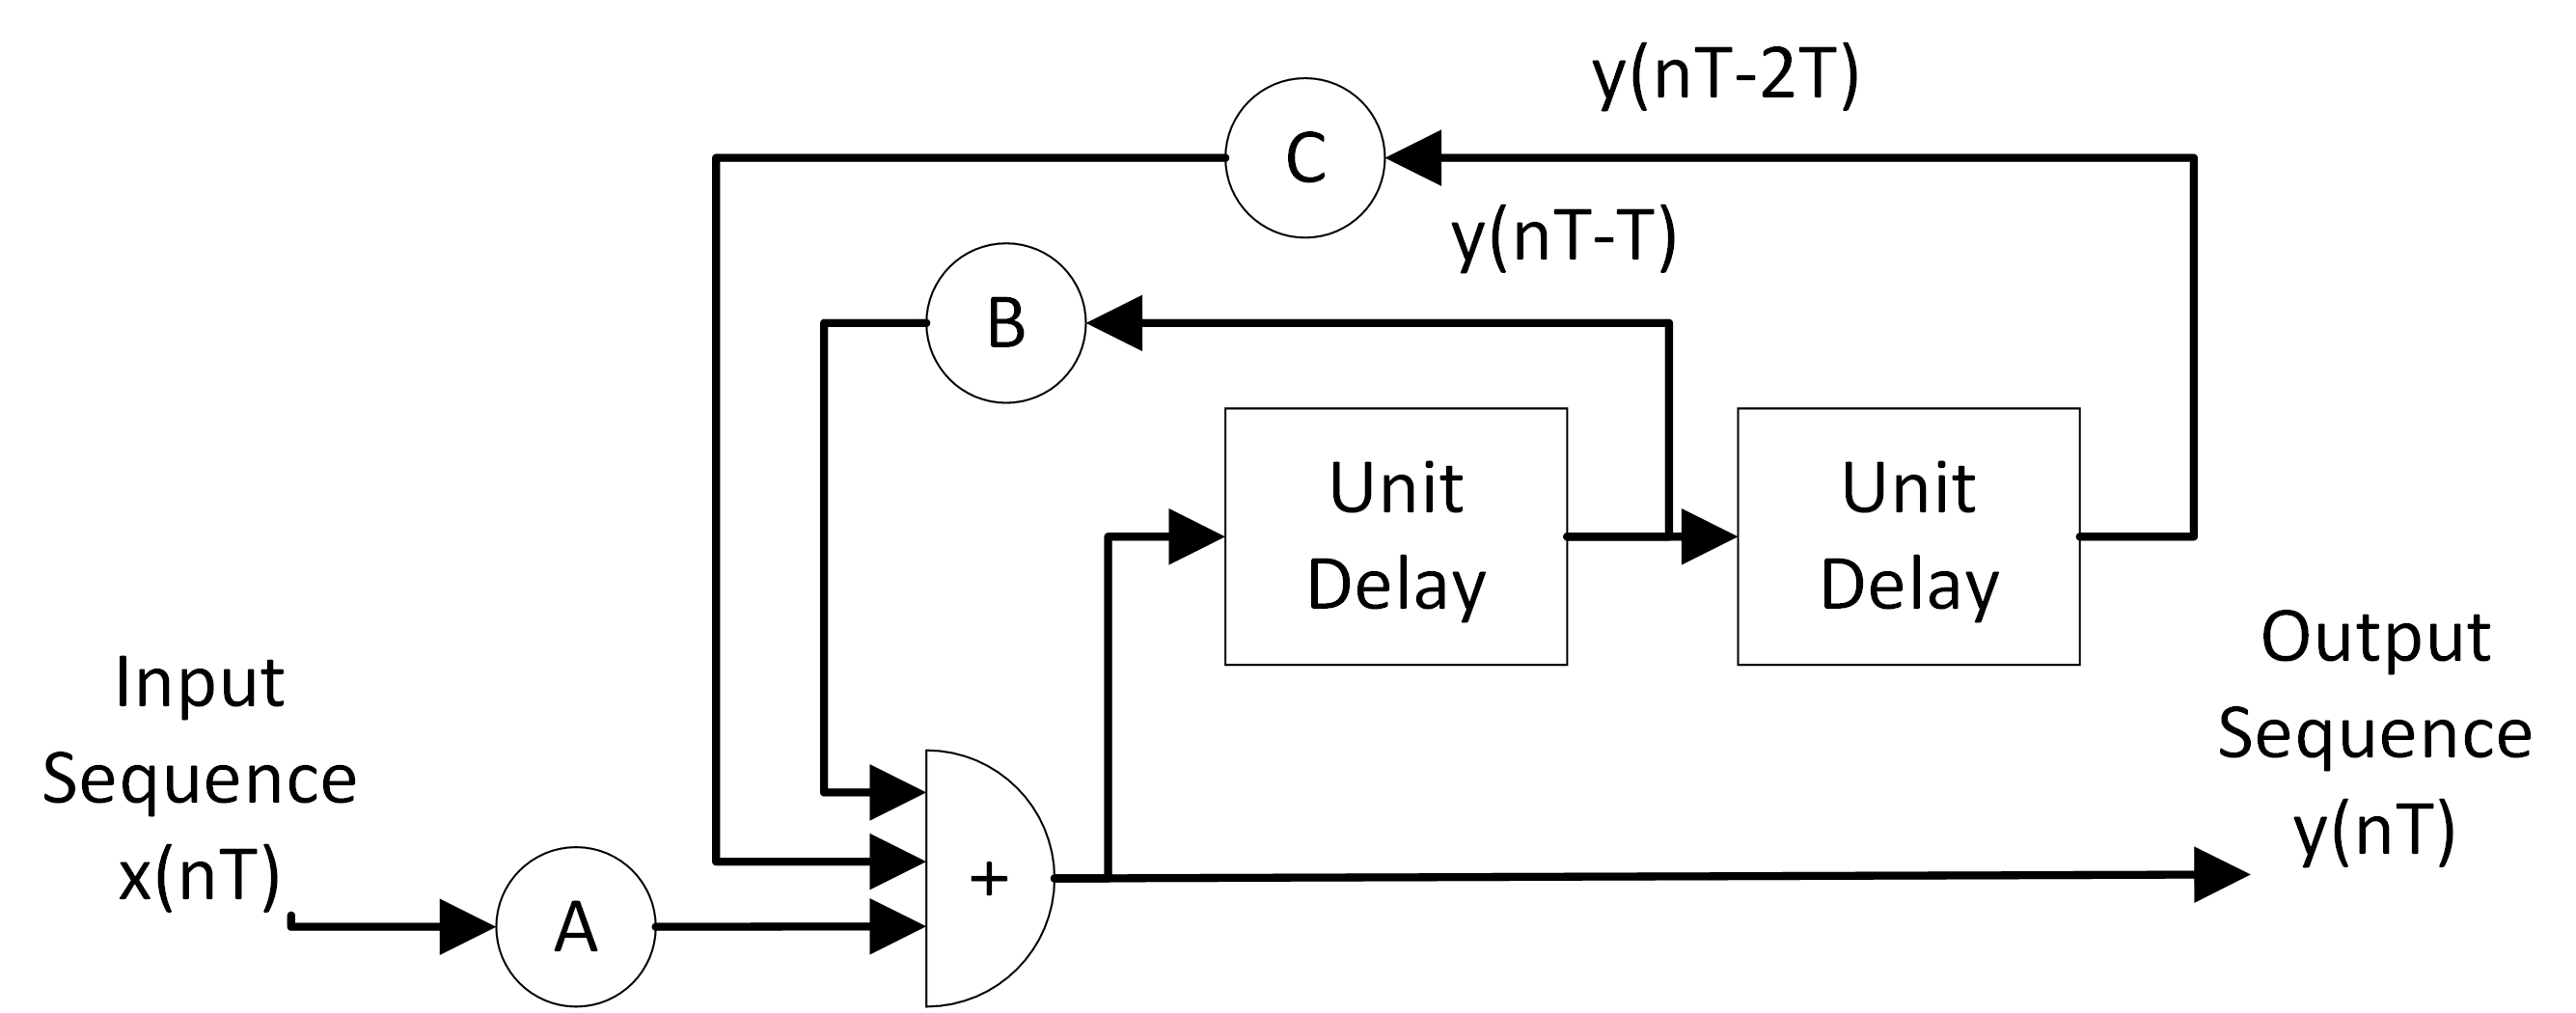 y(nT-2T)
C
y(nT-T)
B
Unit
Delay
Unit
Delay
Output
Sequence
y(nT)
Input
Sequence
x(nT)
A
+